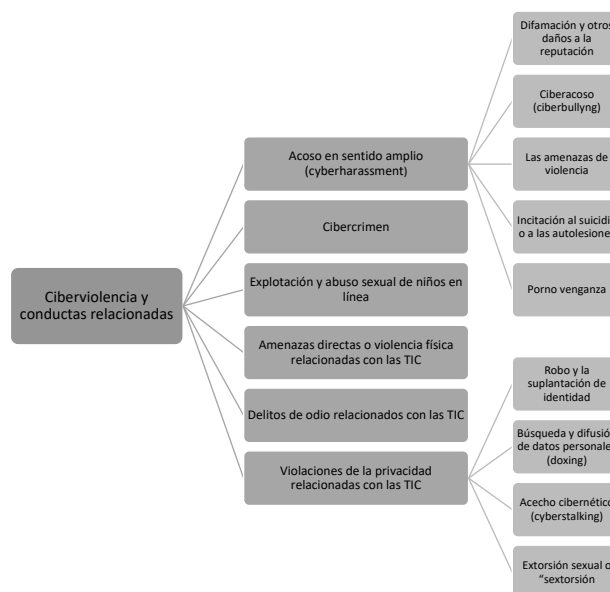 Ciberviolencia y
conductas relacionadas
Acoso en sentido amplio
(cyberharassment)
Difamación y otros
daños a la
reputación
Ciberacoso
(ciberbullyng)
Las amenazas de
violencia
Incitación al suicidi
o a las autolesione
Porno venganza
Cibercrimen
Explotación y abuso sexual de niños en
línea
Amenazas directas o violencia física
relacionadas con las TIC
Delitos de odio relacionados con las TIC
Violaciones de la privacidad
relacionadas con las TIC
Robo y la
suplantación de
identidad
Búsqueda y difusió
de datos personale
(doxing)
Acecho cibernético
(cyberstalking)
Extorsión sexual o
"sextorsión